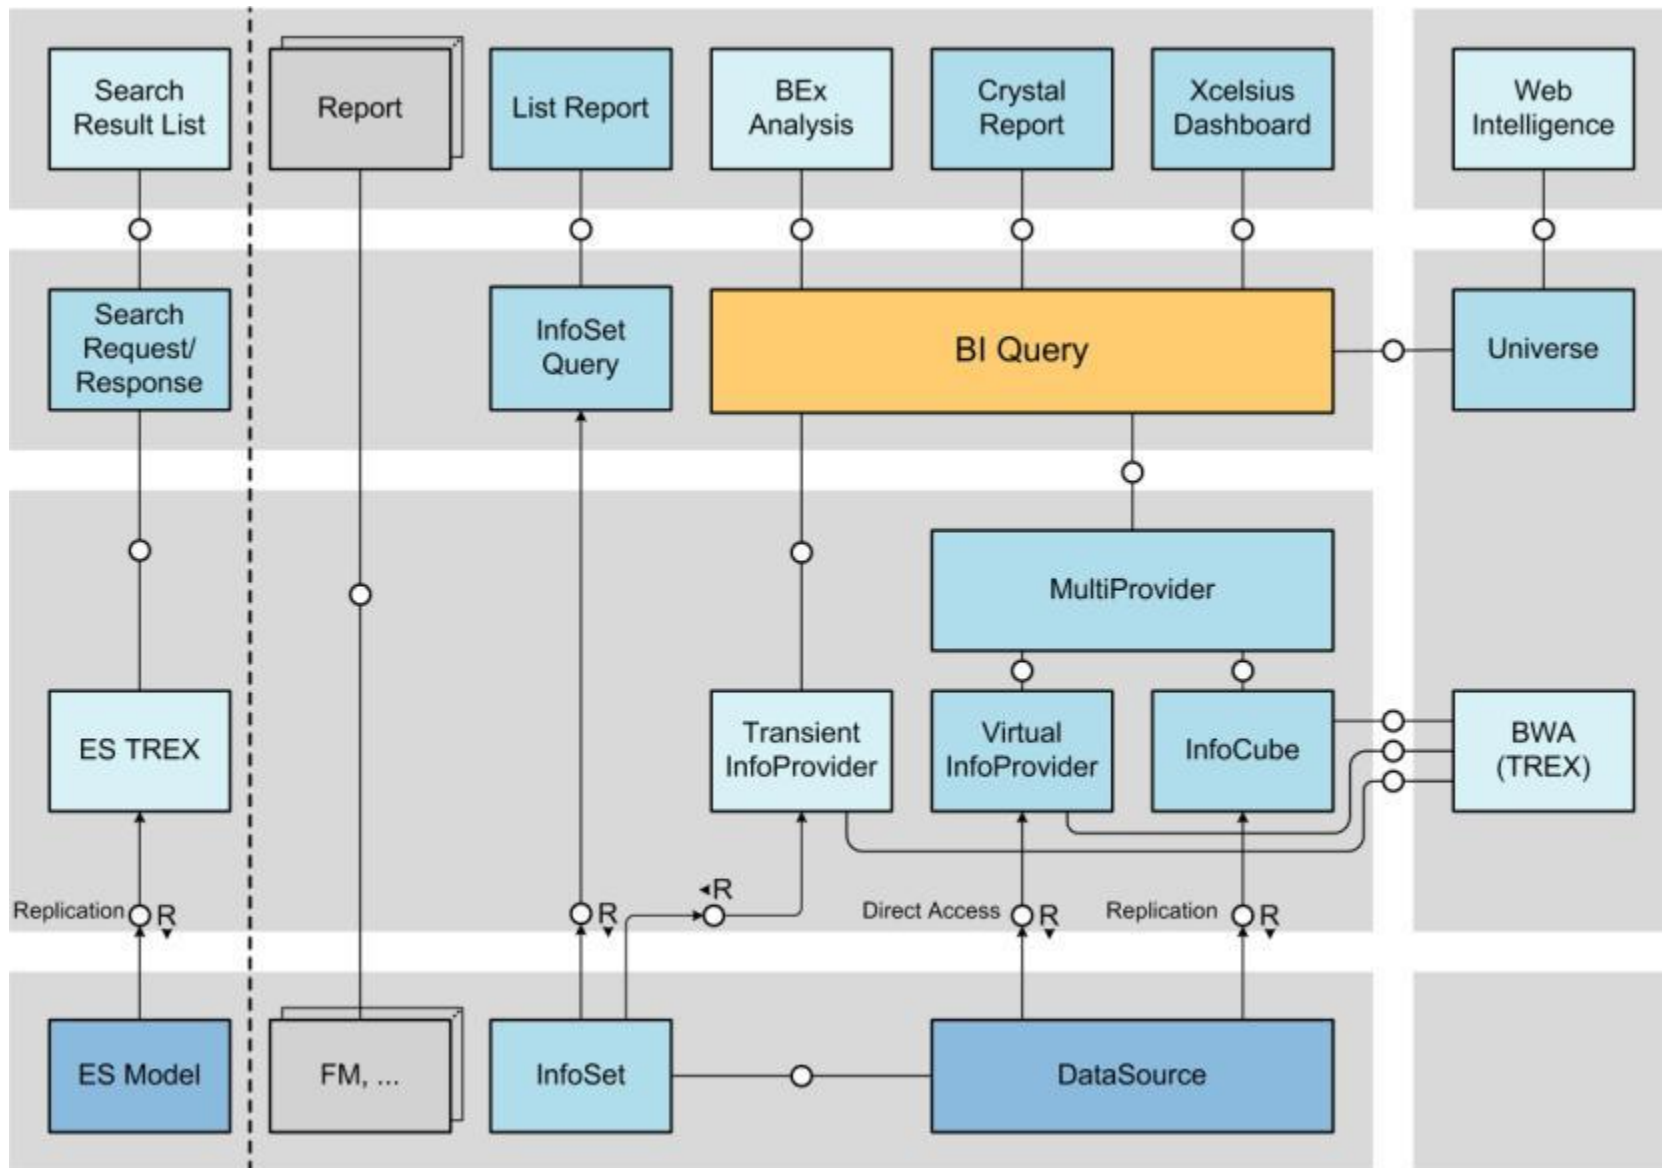 Search
Result List
Report
List Report
BEx
Analysis
Crystal
Report
Xcelsius
Dashboard
Web
Intelligence
Search
Request/
Response
InfoSet
Query
BI Query
Universe
MultiProvider
ES TREX
Transient
InfoProvider
Virtual
InfoProvider
InfoCube
BWA
(TREX)
Replication
R
R
R
Direct Access
R
Replication
R
ES Model
FM, ...
InfoSet
DataSource